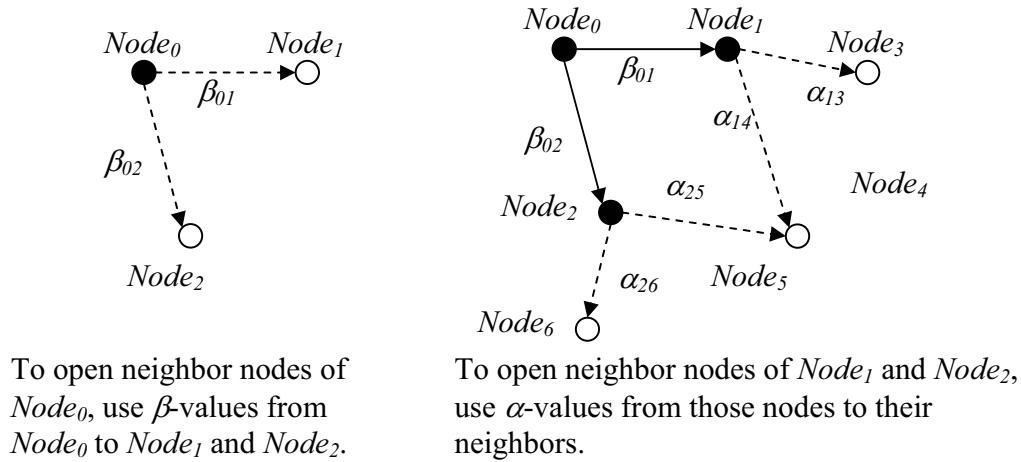 Node0
Node1
β01
β02
Node2
Node0
Node1
Node3
β01
α13
α14
β02
α25
Node4
Node2
Node5
α26
Node6
To open neighbor nodes of
Node0, use β-values from
Node0 to Node1 and Node2.
To open neighbor nodes of Node1 and Node2,
use α-values from those nodes to their
neighbors.